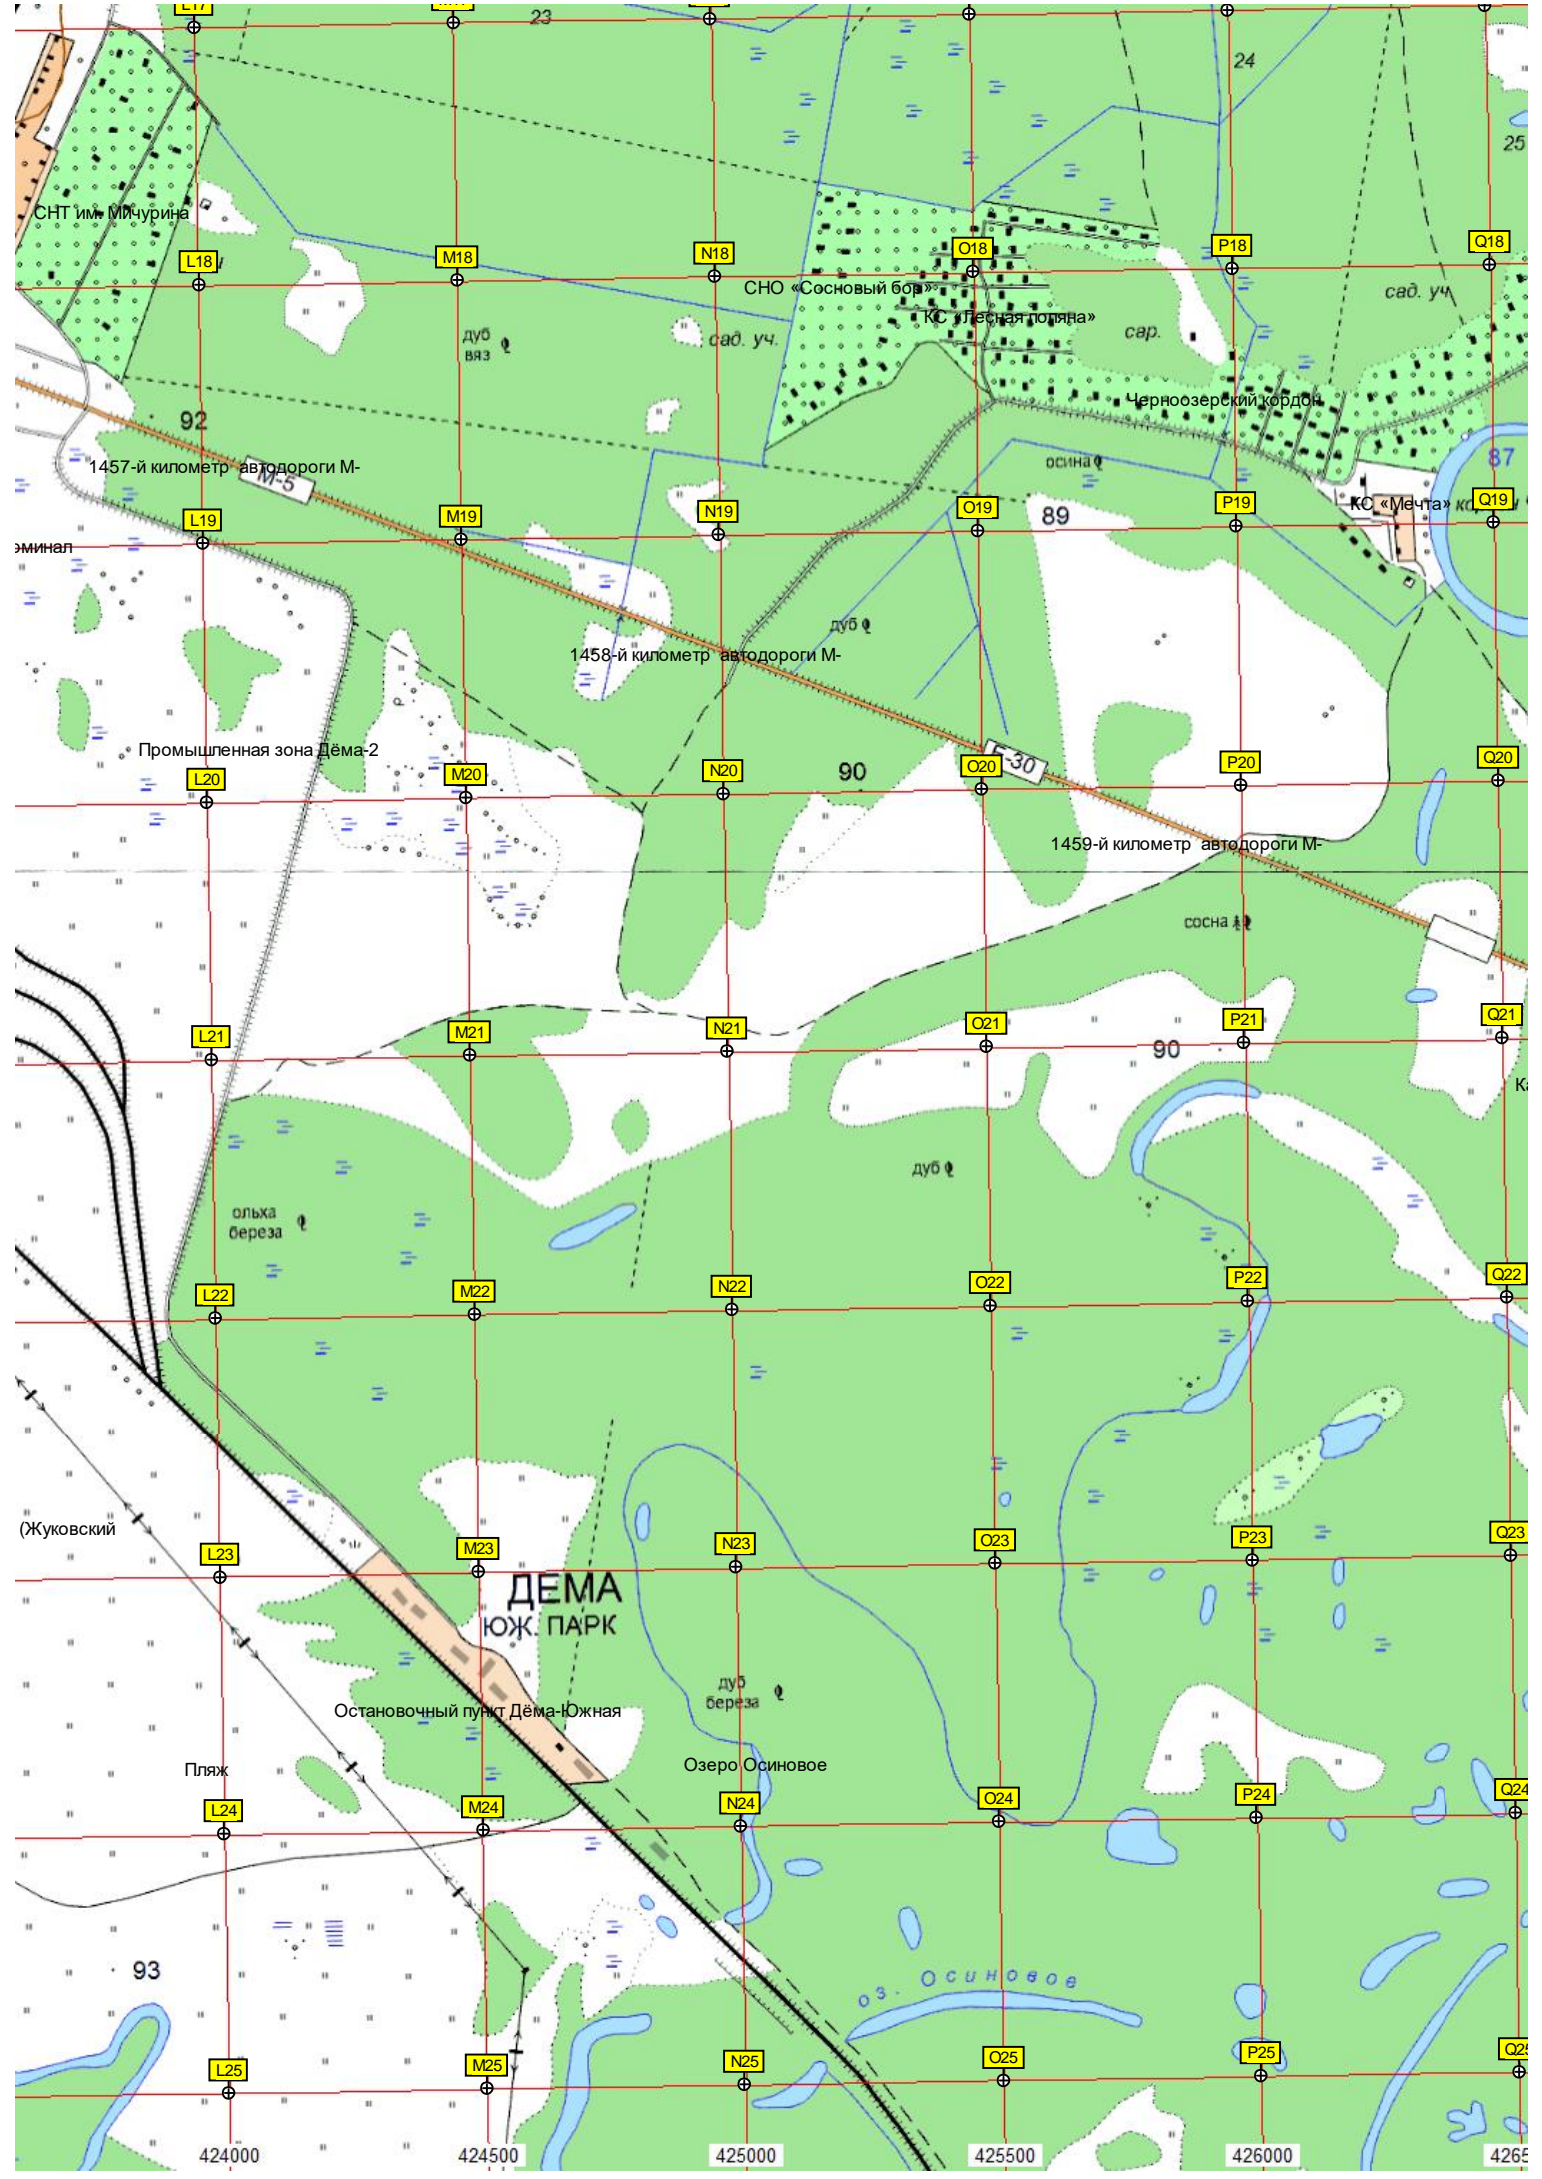 L17
23
24
25
СНТ им. Мичурина
L18
M18
N18
O18
P18
Q18
СНО «Сосновый бор»
сад. уч
КС «Лесная поляна»
дуб
вяз
сад. уч.
сар.
92
Черноозерский кордон
1457-й километр автодороги М-
М-5
осина
87
L19
M19
N19
O19
89
P19
КС «Мечта»
Q19
оминал
дуб
1458-й километр автодороги М-
Промышленная зона Дёма-2
L20
M20
N20
90
O20
Е-30
P20
Q20
1459-й километр автодороги М-
сосна
L21
M21
N21
O21
P21
Q21
90
Ка
дуб
ольха
береза
L22
M22
N22
O22
P22
Q22
(Жуковский
L23
M23
N23
O23
P23
Q23
ДЕМА
ЮЖ. ПАРК
дуб
береза
Остановочный пункт Дёма-Южная
Пляж
Озеро Осиновое
L24
M24
N24
O24
P24
Q24
93
оз. Осиновое
L25
M25
N25
O25
P25
Q25
424000
424500
425000
425500
426000
4265